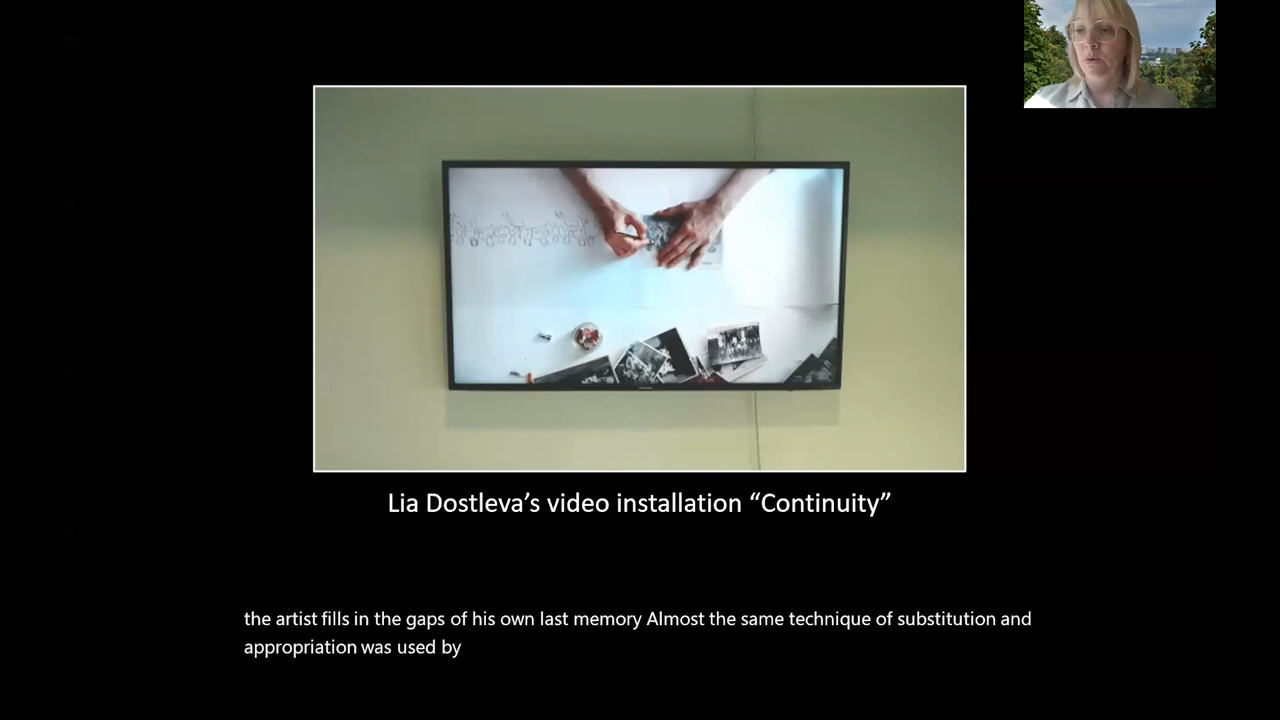 Lia Dostleva’s video installation “Continuity”
the artist fills in the gaps of his own last memory Almost the same technique of substitution and
appropriation was used by